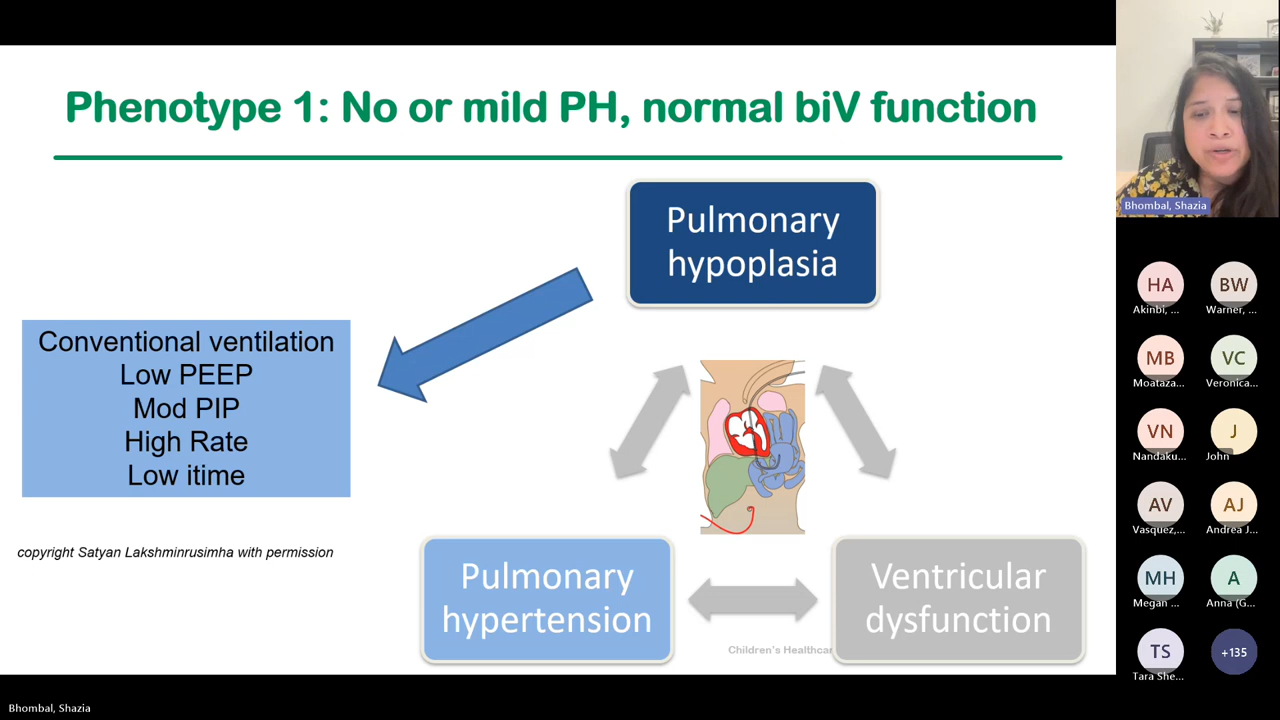 Phenotype 1: No or mild PH, normal biV function
Pulmonary
hypoplasia
Conventional ventilation
Low PEEP
Mod PIP
High Rate
Low itime
copyright Satyan Lakshminrusimha with permission
Pulmonary
hypertension
Ventricular
dysfunction
Children's Healthcar
Bhombal, Shazia
HA
Akinbi, ...
BW
Warner, ...
MB
Moataza...
VC
Veronica...
VN
Nandaku...
J
John
AV
Vasquez,...
AJ
Andrea J...
MH
Megan ...
A
Anna (G...
TS
Tara She...
+135
Bhombal, Shazia